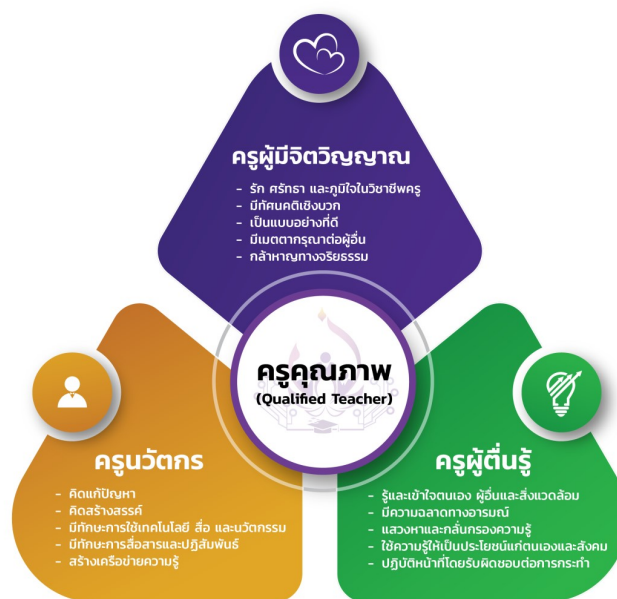 ครูผู้มีจิตวิญญาณ
- รัก ศรัทธา และภูมิใจในวิชาชีพครู
- มีทัศนคติเชิงบวก
- เป็นแบบอย่างที่ดี
- มีเมตตากรุณาต่อผู้อื่น
- กล้าหาญทางจริยธรรม
ครูคุณภาพ
(Qualified Teacher)
ครูนวัตกร
- คิดแก้ปัญหา
- คิดสร้างสรรค์
- มีทักษะการใช้เทคโนโลยี สื่อ และนวัตกรรม
- มีทักษะการสื่อสารและปฏิสัมพันธ์
- สร้างเครือข่ายความรู้
ครูผู้ตื่นรู้
- รู้และเข้าใจตนเอง ผู้อื่นและสิ่งแวดล้อม
- มีความฉลาดทางอารมณ์
- แสวงหาและกลั่นกรองความรู้
- ใช้ความรู้ให้เป็นประโยชน์แก่ตนเองและสังคม
- ปฏิบัติหน้าที่โดยรับผิดชอบต่อการกระทำ